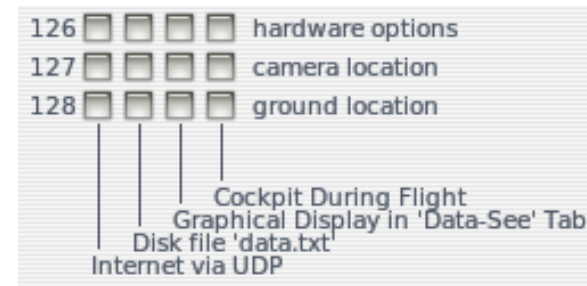 126 hardware options
127 camera location
128 ground location
Cockpit During Flight
Graphical Display in 'Data-See' Tab
Disk file 'data.txt'
Internet via UDP